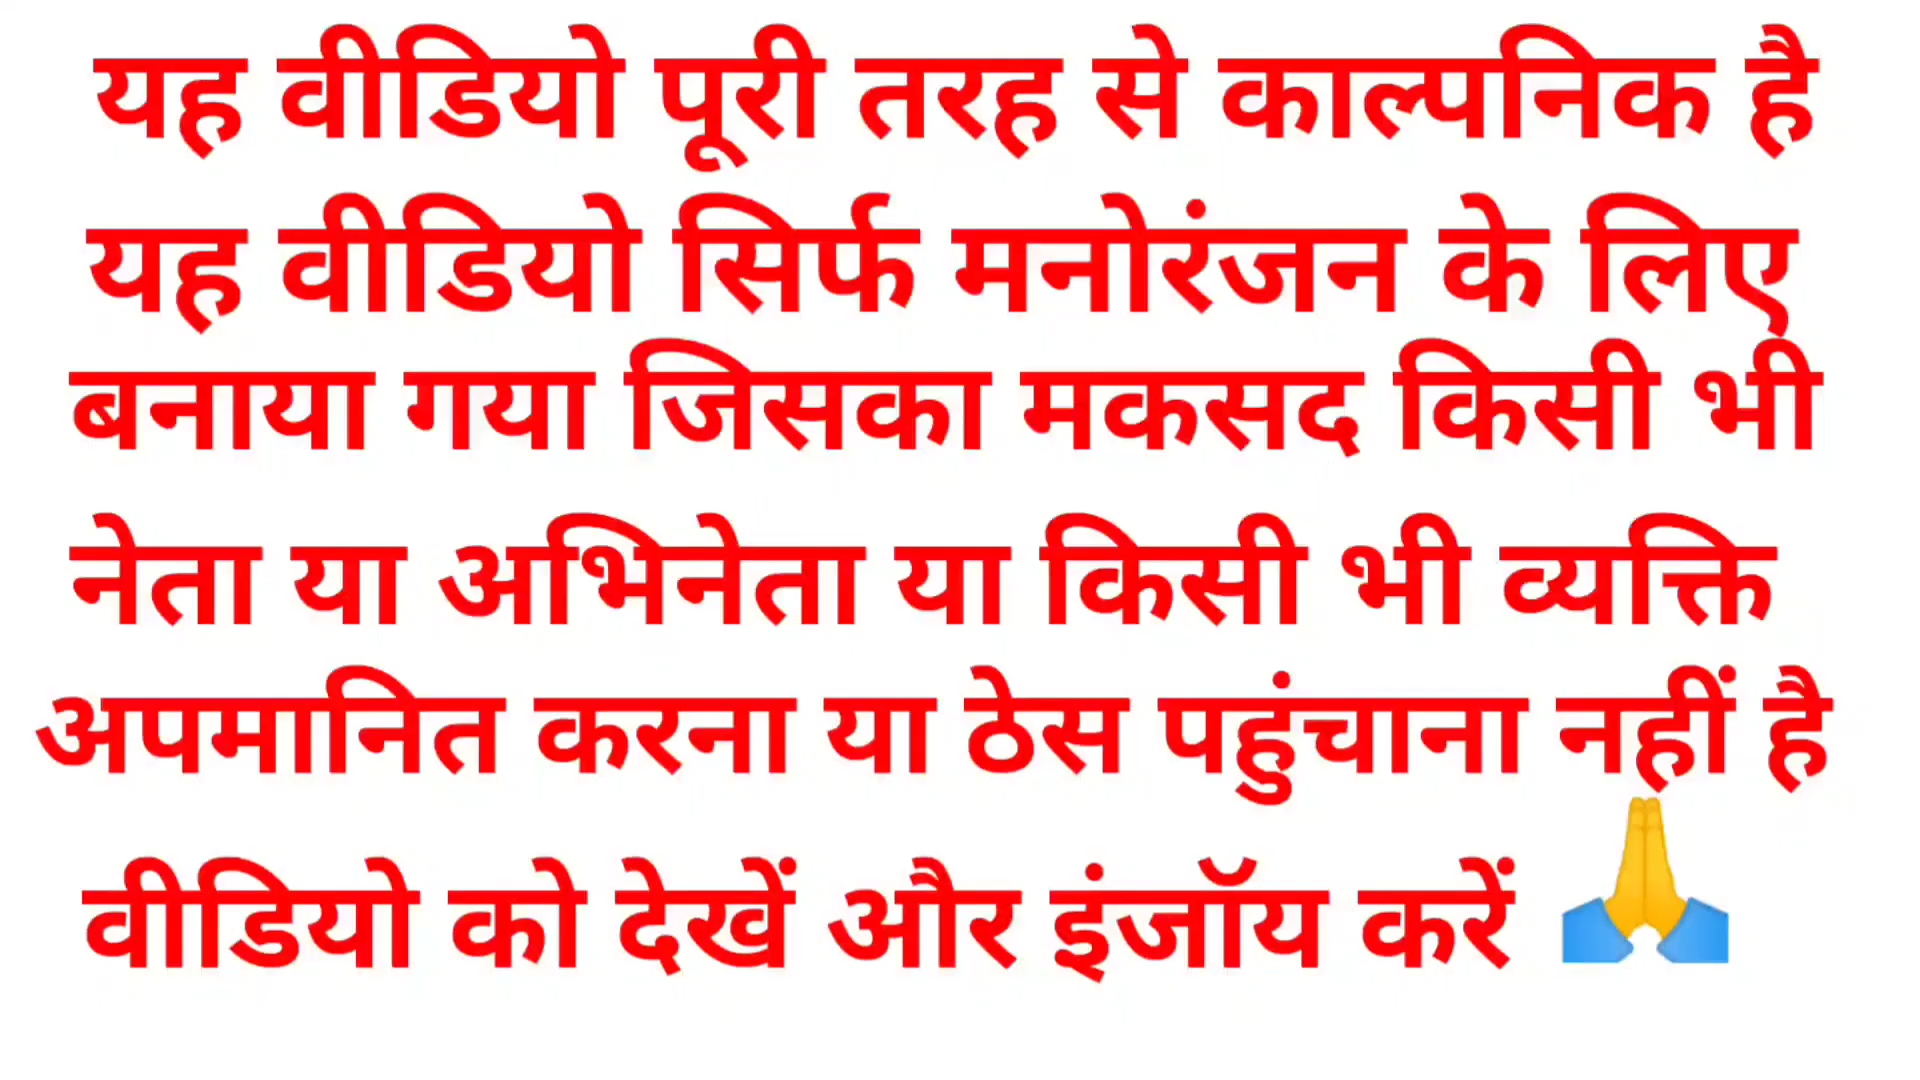 यह वीडियो पूरी तरह से काल्पनिक है
यह वीडियो सिर्फ मनोरंजन के लिए
बनाया गया जिसका मकसद किसी भी
नेता या अभिनेता या किसी भी व्यक्ति
अपमानित करना या ठेस पहुंचाना नहीं है
वीडियो को देखें और इंजॉय करें 🙏